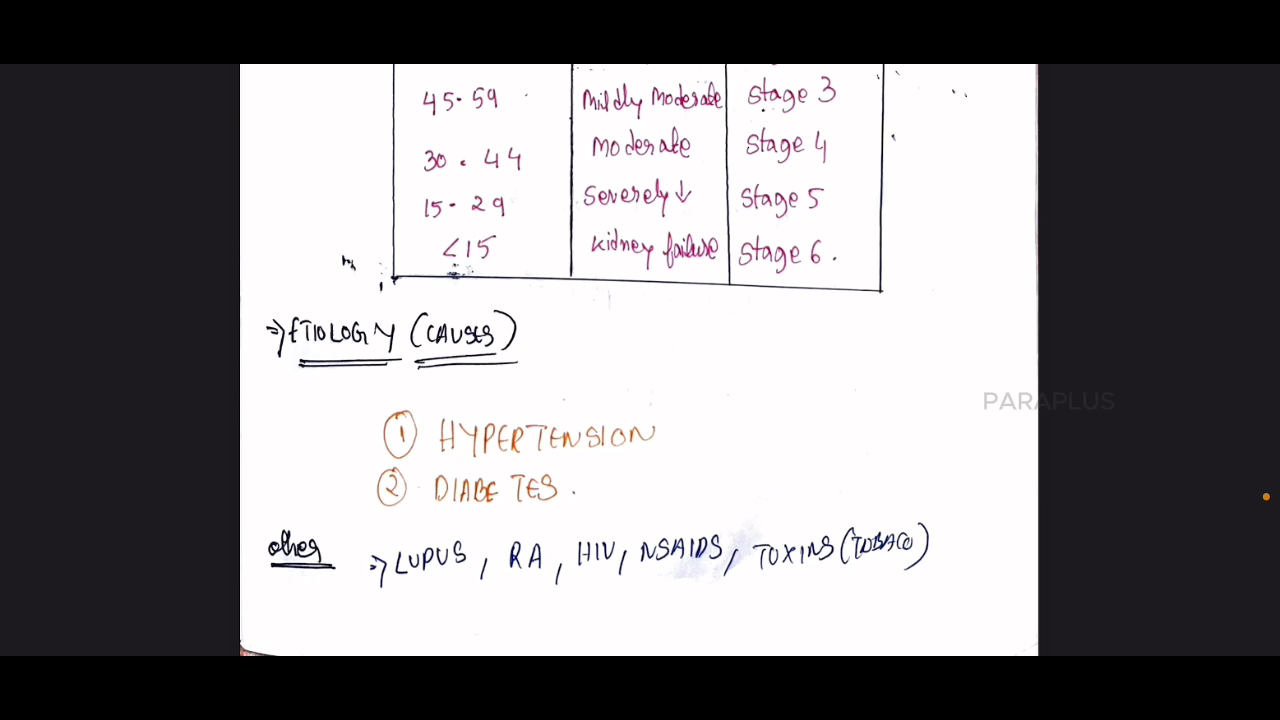 45-59 Mildly Moderate Stage 3
30-44 Moderate Stage 4
15-29 Severely ↓ Stage 5
<15 Kidney failure Stage 6.
⇒ ETIOLOGY (CAUSES)
PARAPLUS
① HYPERTENSION
② DIABETES.
other ⇒ LUPUS, RA, HIV, NSAIDS, TOXINS (TOBACO)